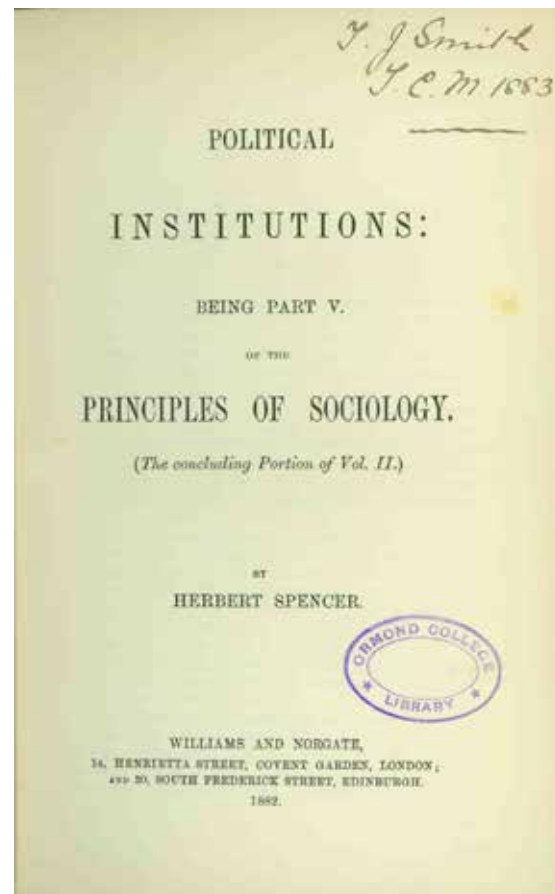 T. J Smith
T. C. M 1883
POLITICAL
INSTITUTIONS:
BEING PART V.
OF THE
PRINCIPLES OF SOCIOLOGY.
(The concluding Portion of Vol. II.)
BY
HERBERT SPENCER.
ORMOND COLLEGE
LIBRARY
WILLIAMS AND NORGATE,
14, HENRIETTA STREET, COVENT GARDEN, LONDON;
AND 20, SOUTH FREDERICK STREET, EDINBURGH.
1882.